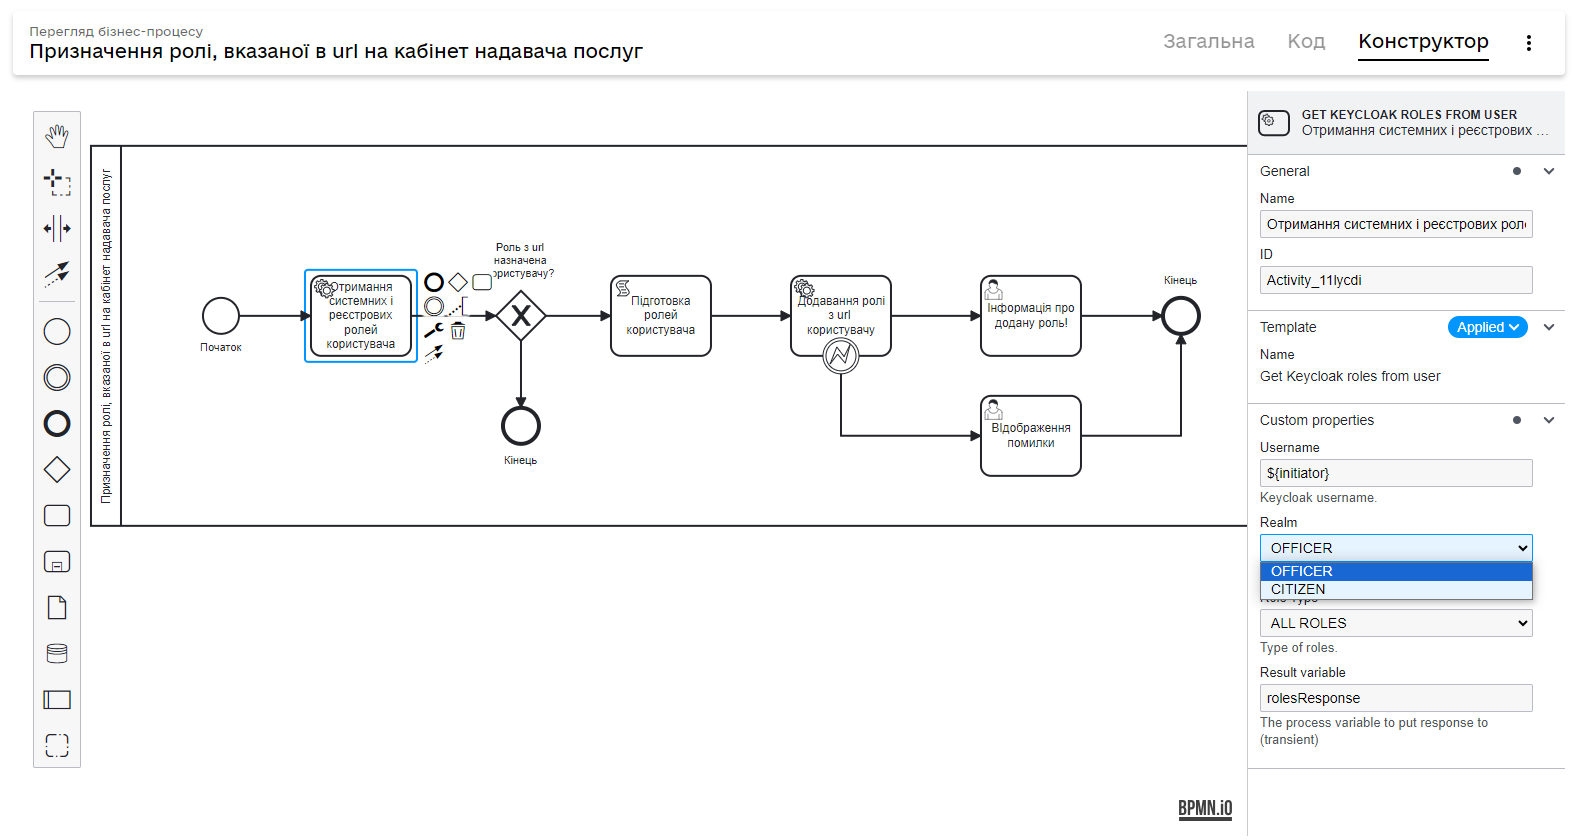 Перегляд бізнес-процесу
Призначення ролі, вказаної в url на кабінет надавача послуг
Загальна
Код
Конструктор
Призначення ролі, вказаної в url на кабінет надавача послуг
Початок
Отримання
системних і
реєстрових
ролей
користувача
Роль з url
назначена
ористувачу?
Кінець
Підготовка
ролей
користувача
Додавання ролі
з url
користувачу
Інформація про
додану роль!
Відображення
помилки
Кінець
GET KEYCLOAK ROLES FROM USER
Отримання системних і реєстрових ...
General
Name
Отримання системних і реєстрових рол
ID
Activity_11lycdi
Template
Applied
Name
Get Keycloak roles from user
Custom properties
Username
${initiator}
Keycloak username.
Realm
OFFICER
OFFICER
CITIZEN
ALL ROLES
Type of roles.
Result variable
rolesResponse
The process variable to put response to
(transient)
BPMN.iO